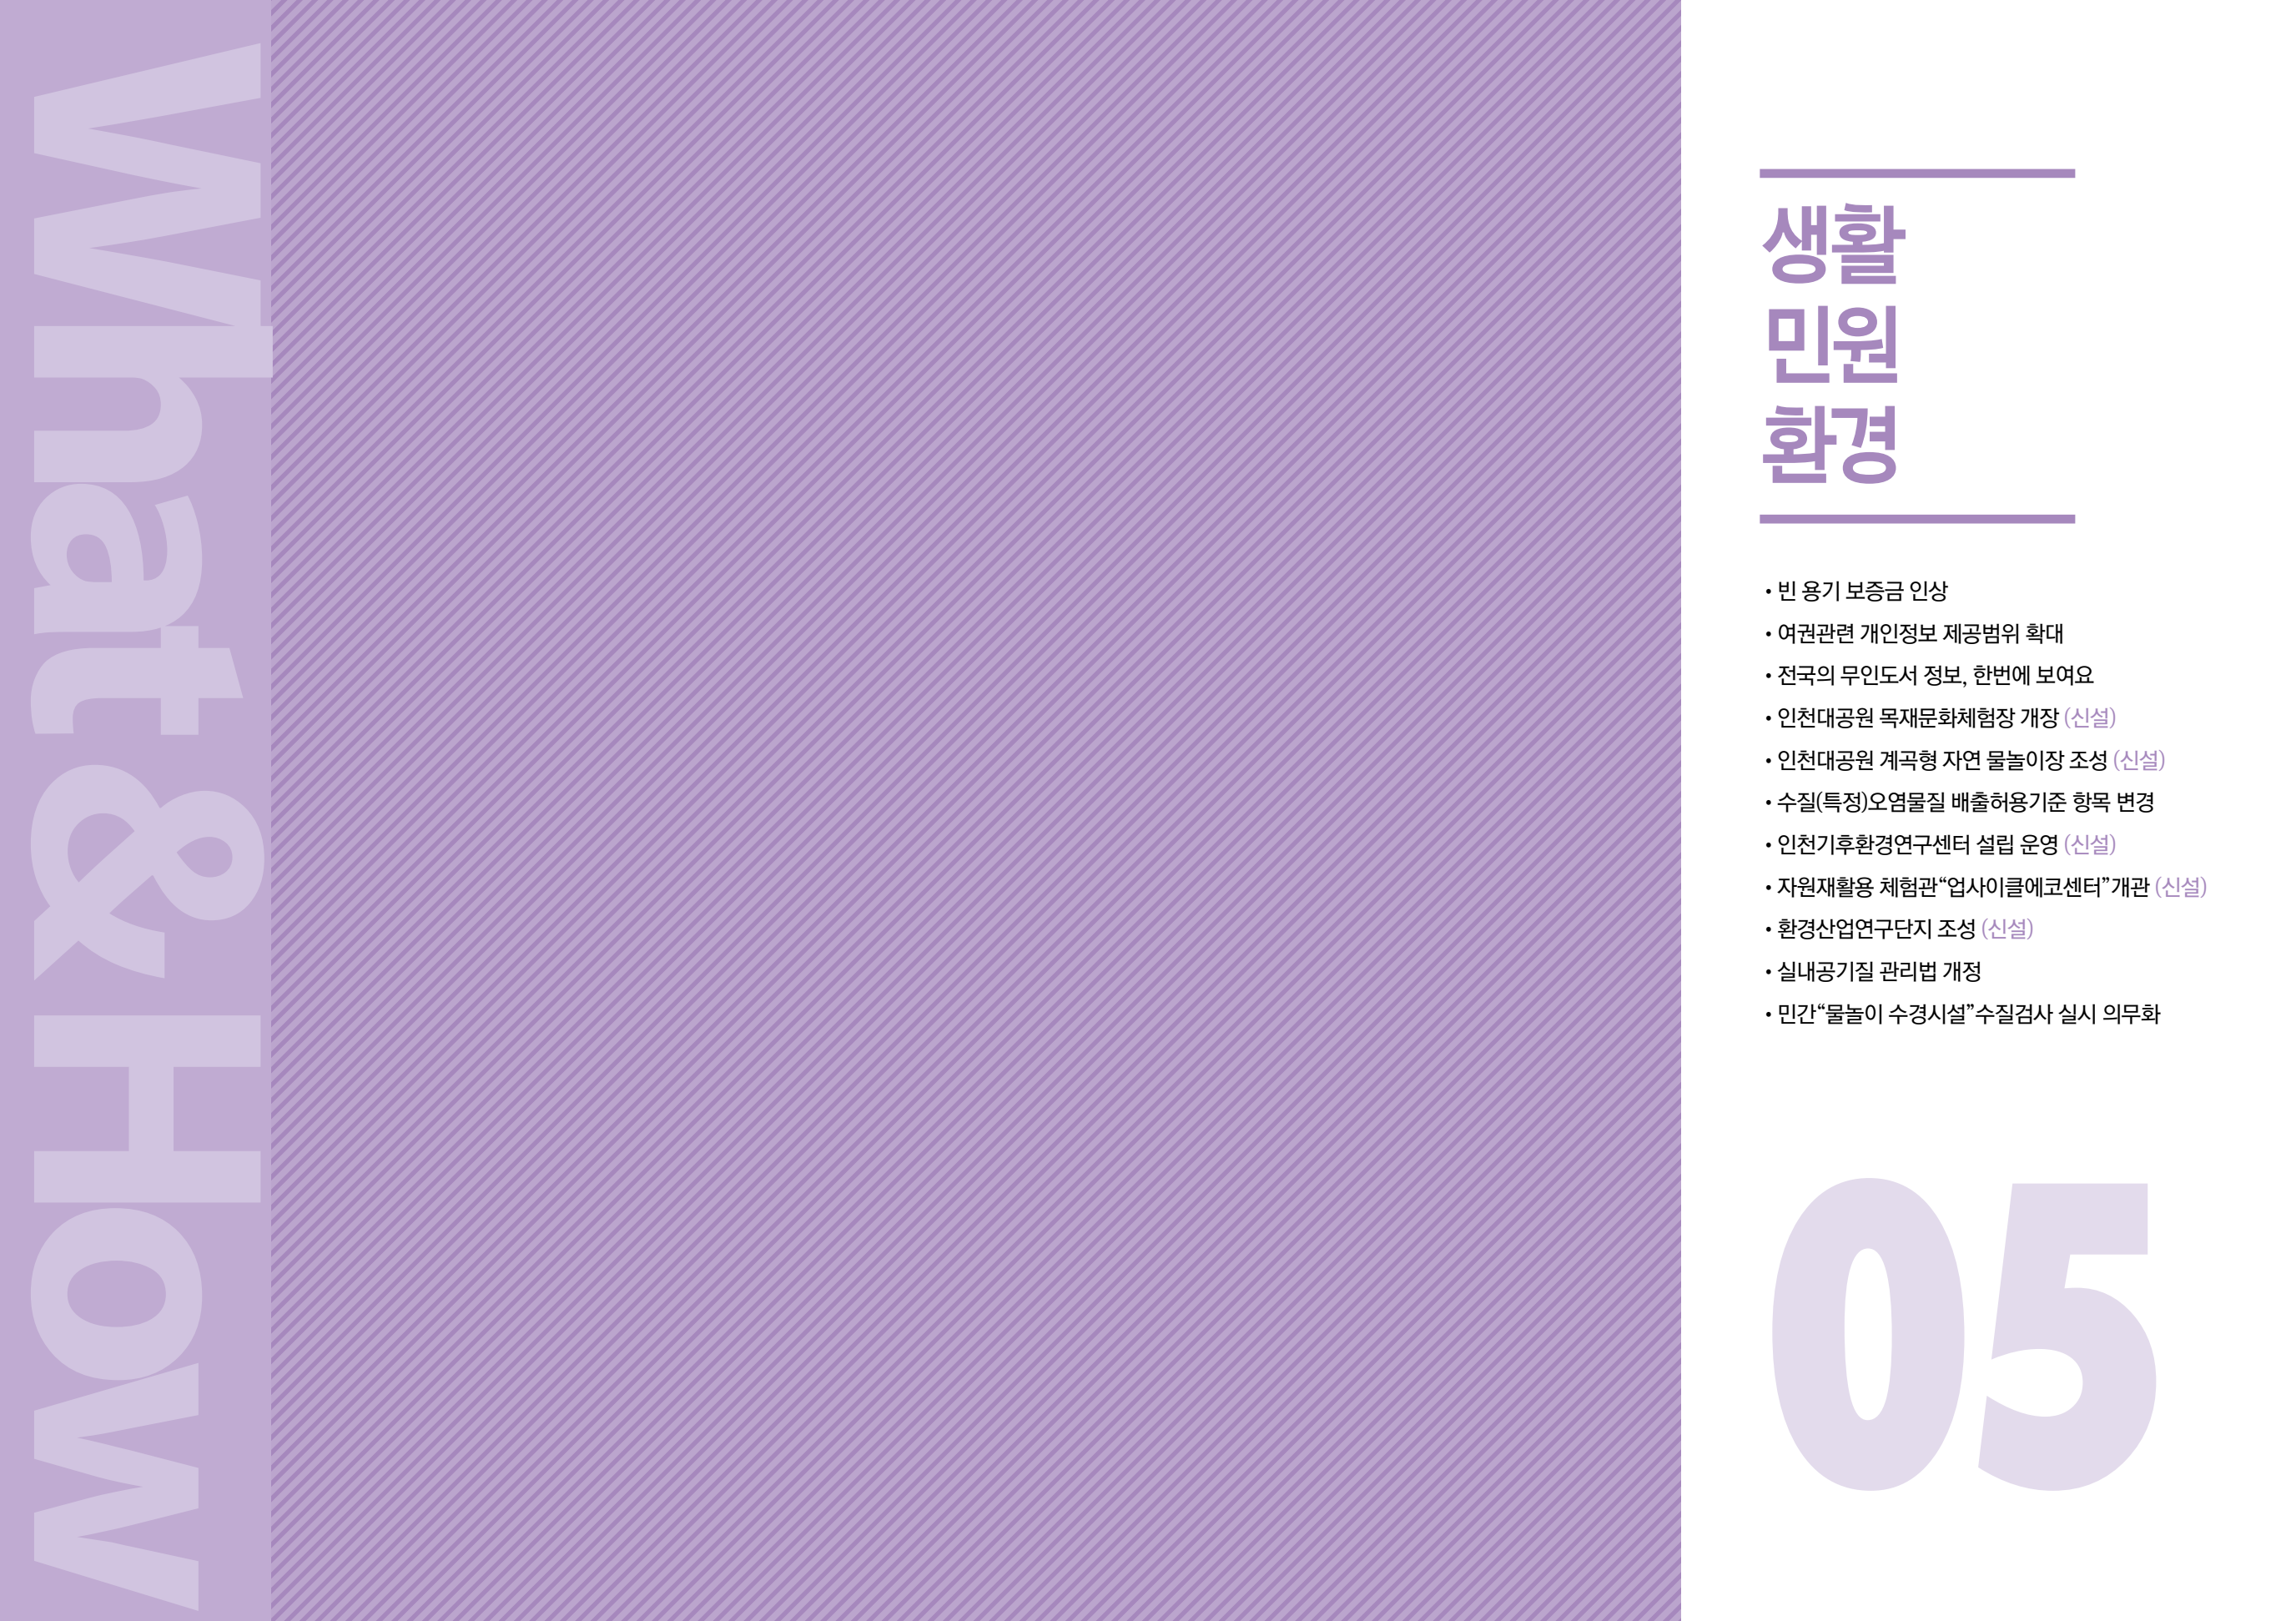 What & How
생활
민원
환경
• 빈 용기 보증금 인상
• 여권관련 개인정보 제공범위 확대
• 전국의 무인도서 정보, 한번에 보여요
• 인천대공원 목재문화체험장 개장 (신설)
• 인천대공원 계곡형 자연 물놀이장 조성 (신설)
• 수질(특정)오염물질 배출허용기준 항목 변경
• 인천기후환경연구센터 설립 운영 (신설)
• 자원재활용 체험관“업사이클에코센터”개관 (신설)
• 환경산업연구단지 조성 (신설)
• 실내공기질 관리법 개정
• 민간“물놀이 수경시설”수질검사 실시 의무화
05